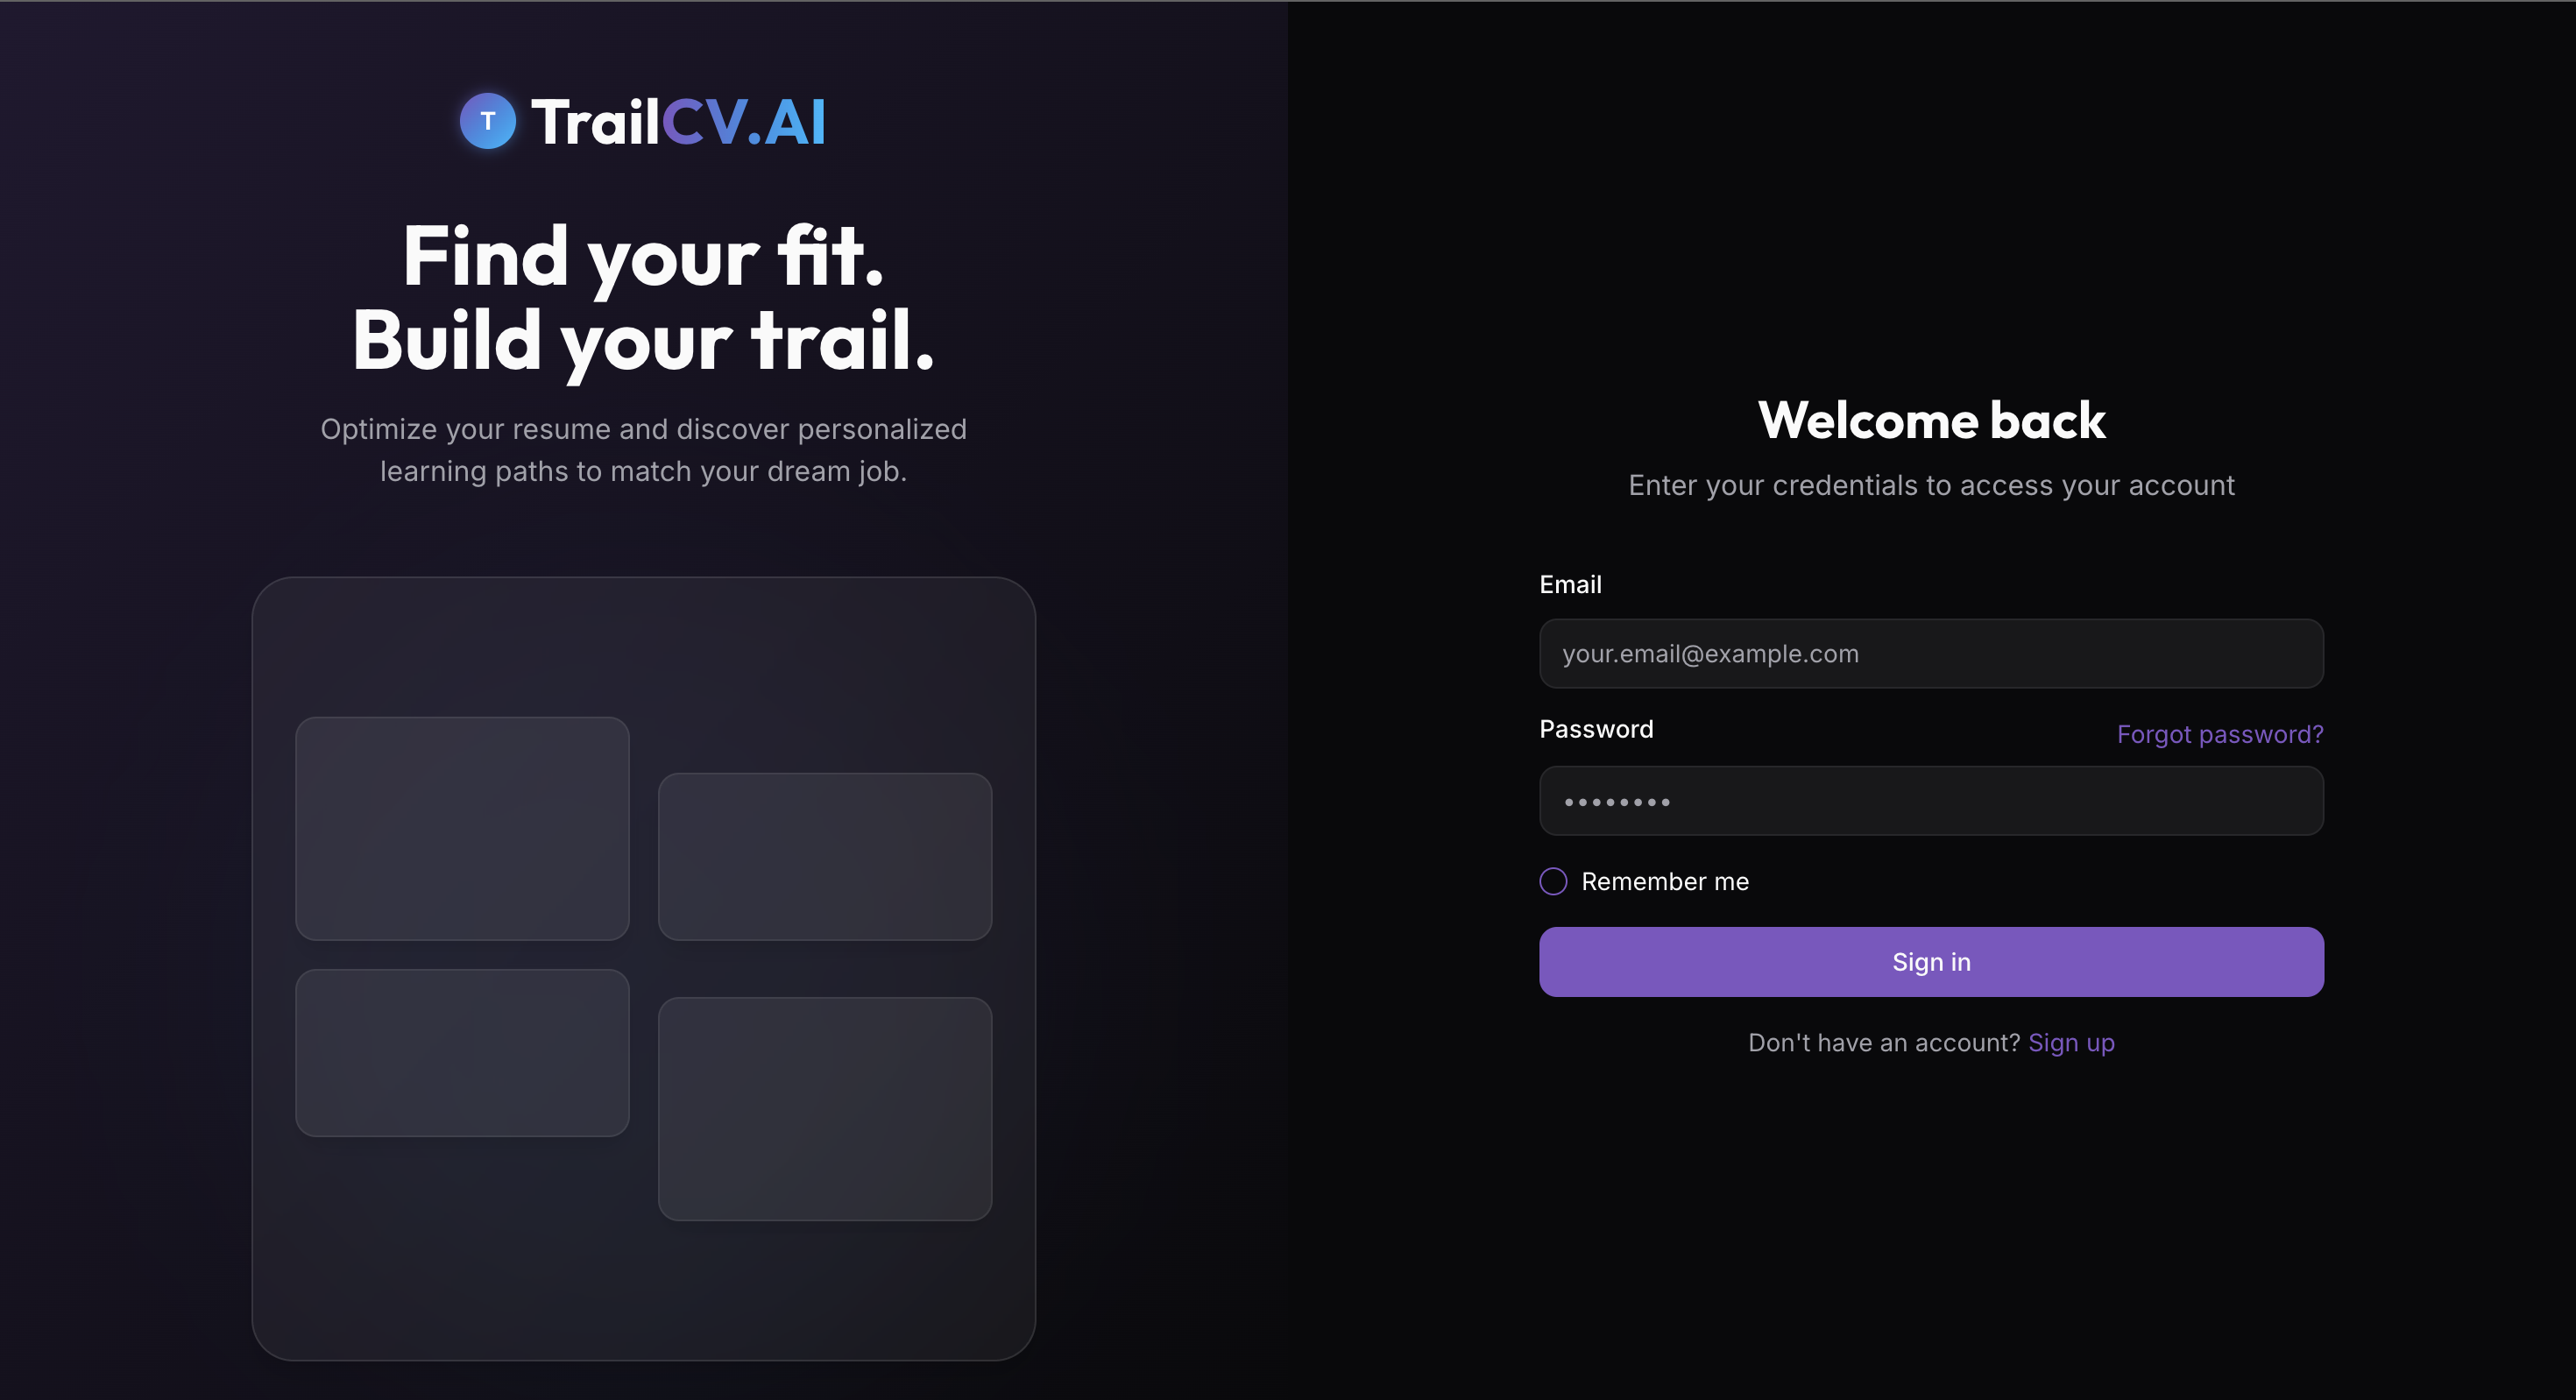 T TrailCV.AI
Find your fit.
Build your trail.
Optimize your resume and discover personalized
learning paths to match your dream job.
Welcome back
Enter your credentials to access your account
Email
your.email@example.com
Password
Forgot password?
••••••••
Remember me
Sign in
Don't have an account? Sign up